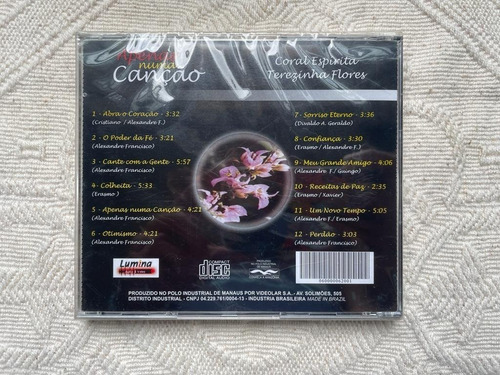 Apenas
numa
Canção
Coral Espírita
Terezinha Flores
1 - Abra o Coração - 3:32
(Cristiano / Alexandre F.)
2 - O Poder da Fé - 3:21
(Alexandre Francisco)
3 - Cante com a Gente - 5:57
(Alexandre Francisco)
4 - Colheita - 5:33
(Erasmo)
5 - Apenas numa Canção - 4:21
(Alexandre Francisco)
6 - Otimismo - 4:21
(Alexandre Francisco)
7 - Sorriso Eterno - 3:36
(Divaldo A. Geraldo)
8 - Confiança - 3:30
(Erasmo / Alexandre F.)
9 - Meu Grande Amigo - 4:06
(Alexandre F./ Guingo)
10 - Receitas de Paz - 2:35
(Erasmo / Xavier)
11 - Um Novo Tempo - 5:05
(Alexandre F./ Erasmo)
12 - Perdão - 3:03
(Alexandre Francisco)
Lumina
COMPACT
disc
DIGITAL AUDIO
CONHEÇA A AMAZÔNIA
PRODUZIDO NO POLO INDUSTRIAL DE MANAUS POR VIDEOLAR S.A.- AV. SOLIMÕES, 505
DISTRITO INDUSTRIAL - CNPJ 04.229.761/0004-13 - INDUSTRIA BRASILEIRA MADE IN BRAZIL